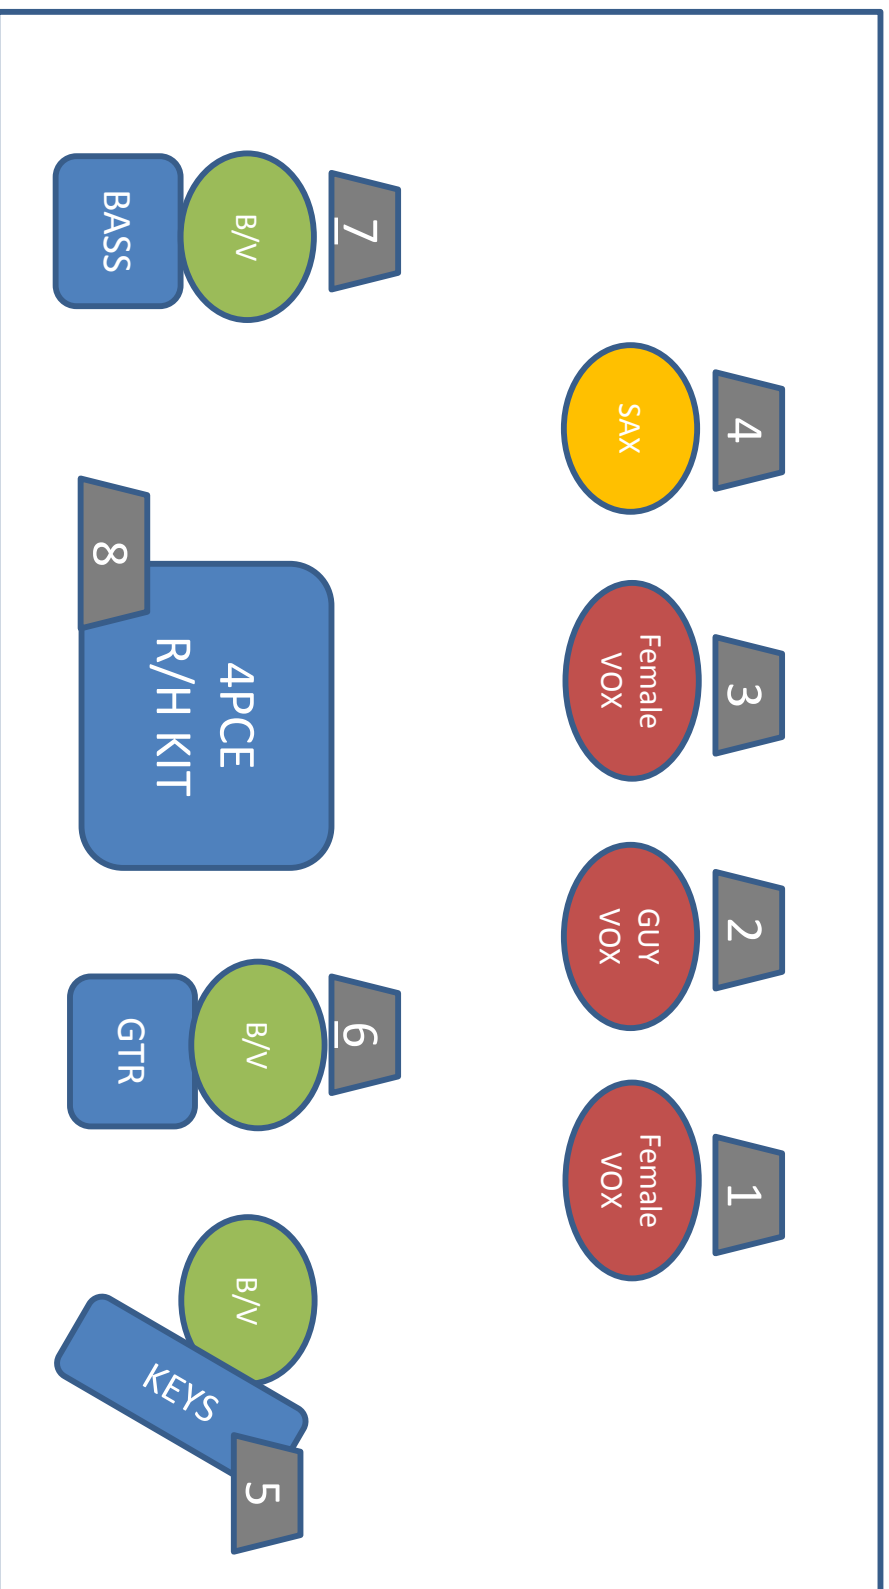 4
3
2
1
SAX
Female
VOX
GUY
VOX
Female
VOX
7
6
B/V
4PCE
R/H KIT
B/V
B/V
5
BASS
8
GTR
KEYS